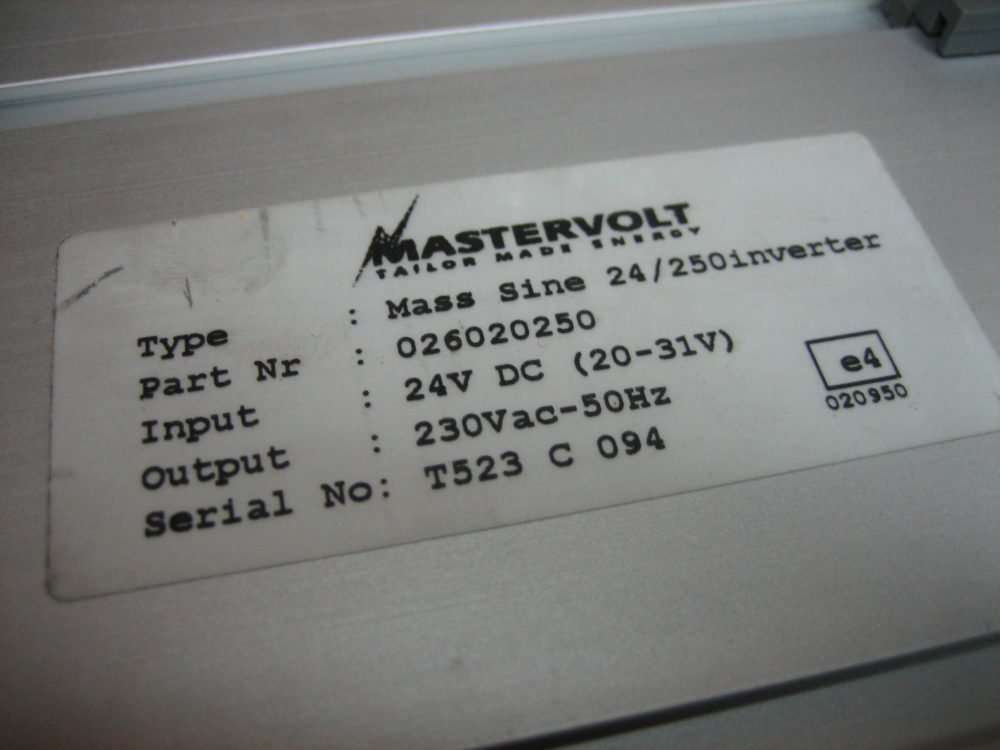 MASTERVOLT
TAILOR MADE ENERGY
Type : Mass Sine 24/250inverter
Part Nr : 026020250
Input : 24V DC (20-31V)
Output : 230Vac-50Hz
Serial No: T523 C 094
e4
020950